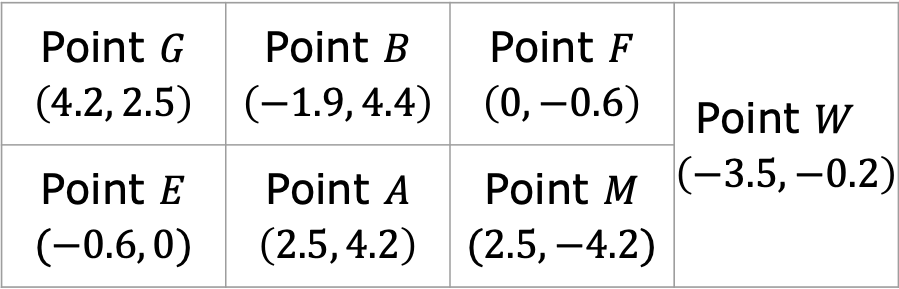 Point G
(4.2, 2.5)
Point B
(−1.9, 4.4)
Point F
(0, −0.6)
Point W
(−3.5, −0.2)
Point E
(−0.6, 0)
Point A
(2.5, 4.2)
Point M
(2.5, −4.2)